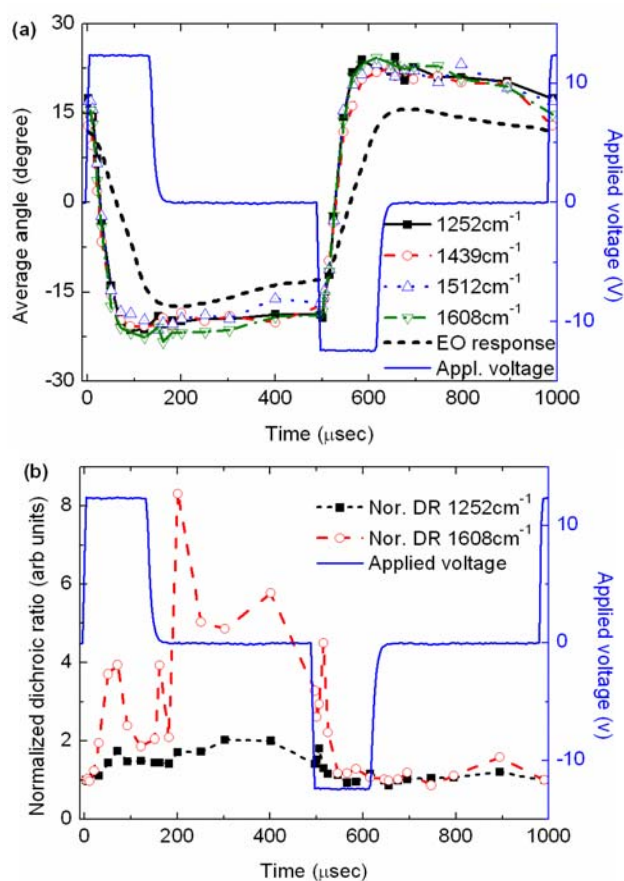 (a)
30
15
0
-15
-30
Average angle (degree)
10
0
-10
Applied voltage (V)
1252cm⁻¹
1439cm⁻¹
1512cm⁻¹
1608cm⁻¹
EO response
Appl. voltage
0 200 400 600 800 1000
Time (μsec)
(b)
8
6
4
2
0
Normalized dichroic ratio (arb units)
Nor. DR 1252cm⁻¹
Nor. DR 1608cm⁻¹
Applied voltage
10
0
-10
Applied voltage (v)
0 200 400 600 800 1000
Time (μsec)